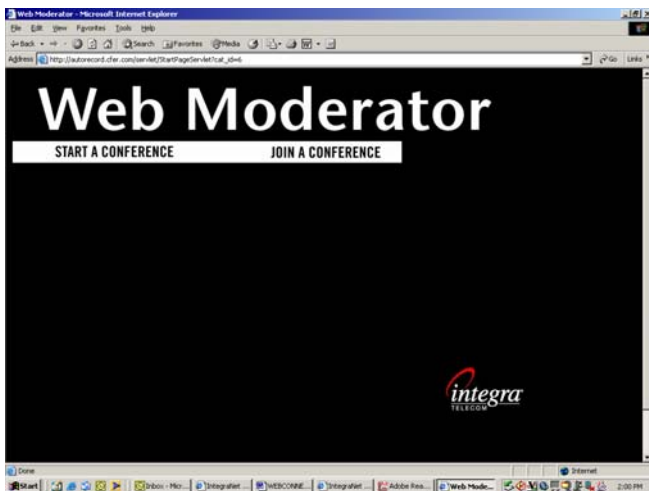 Web Moderator - Microsoft Internet Explorer
File Edit View Favorites Tools Help
Back Search Favorites Media
Address http://autorecord.cfer.com/servlet/StartPageServlet?cat_id=6 Go Links
Web Moderator
START A CONFERENCE JOIN A CONFERENCE
integra
TELECOM
Done Internet
Start Inbox - Mic... IntegraNet ... WEBCONNE... IntegraNet ... Adobe Rea... Web Mode... 2:00 PM